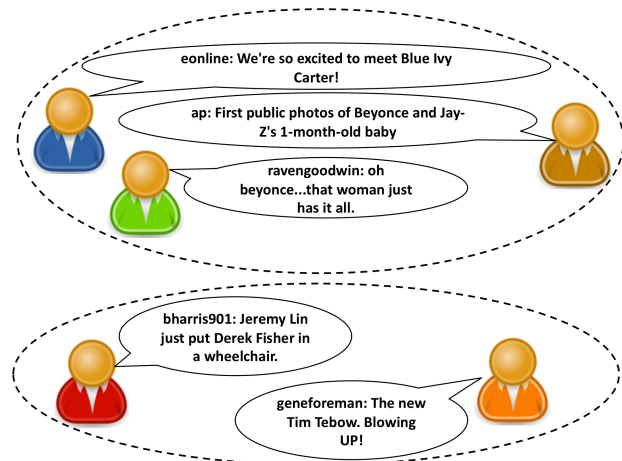 eonline: We're so excited to meet Blue Ivy
Carter!
ap: First public photos of Beyonce and Jay-
Z's 1-month-old baby
ravengoodwin: oh
beyonce...that woman just
has it all.
bharris901: Jeremy Lin
just put Derek Fisher in
a wheelchair.
geneforeman: The new
Tim Tebow. Blowing
UP!